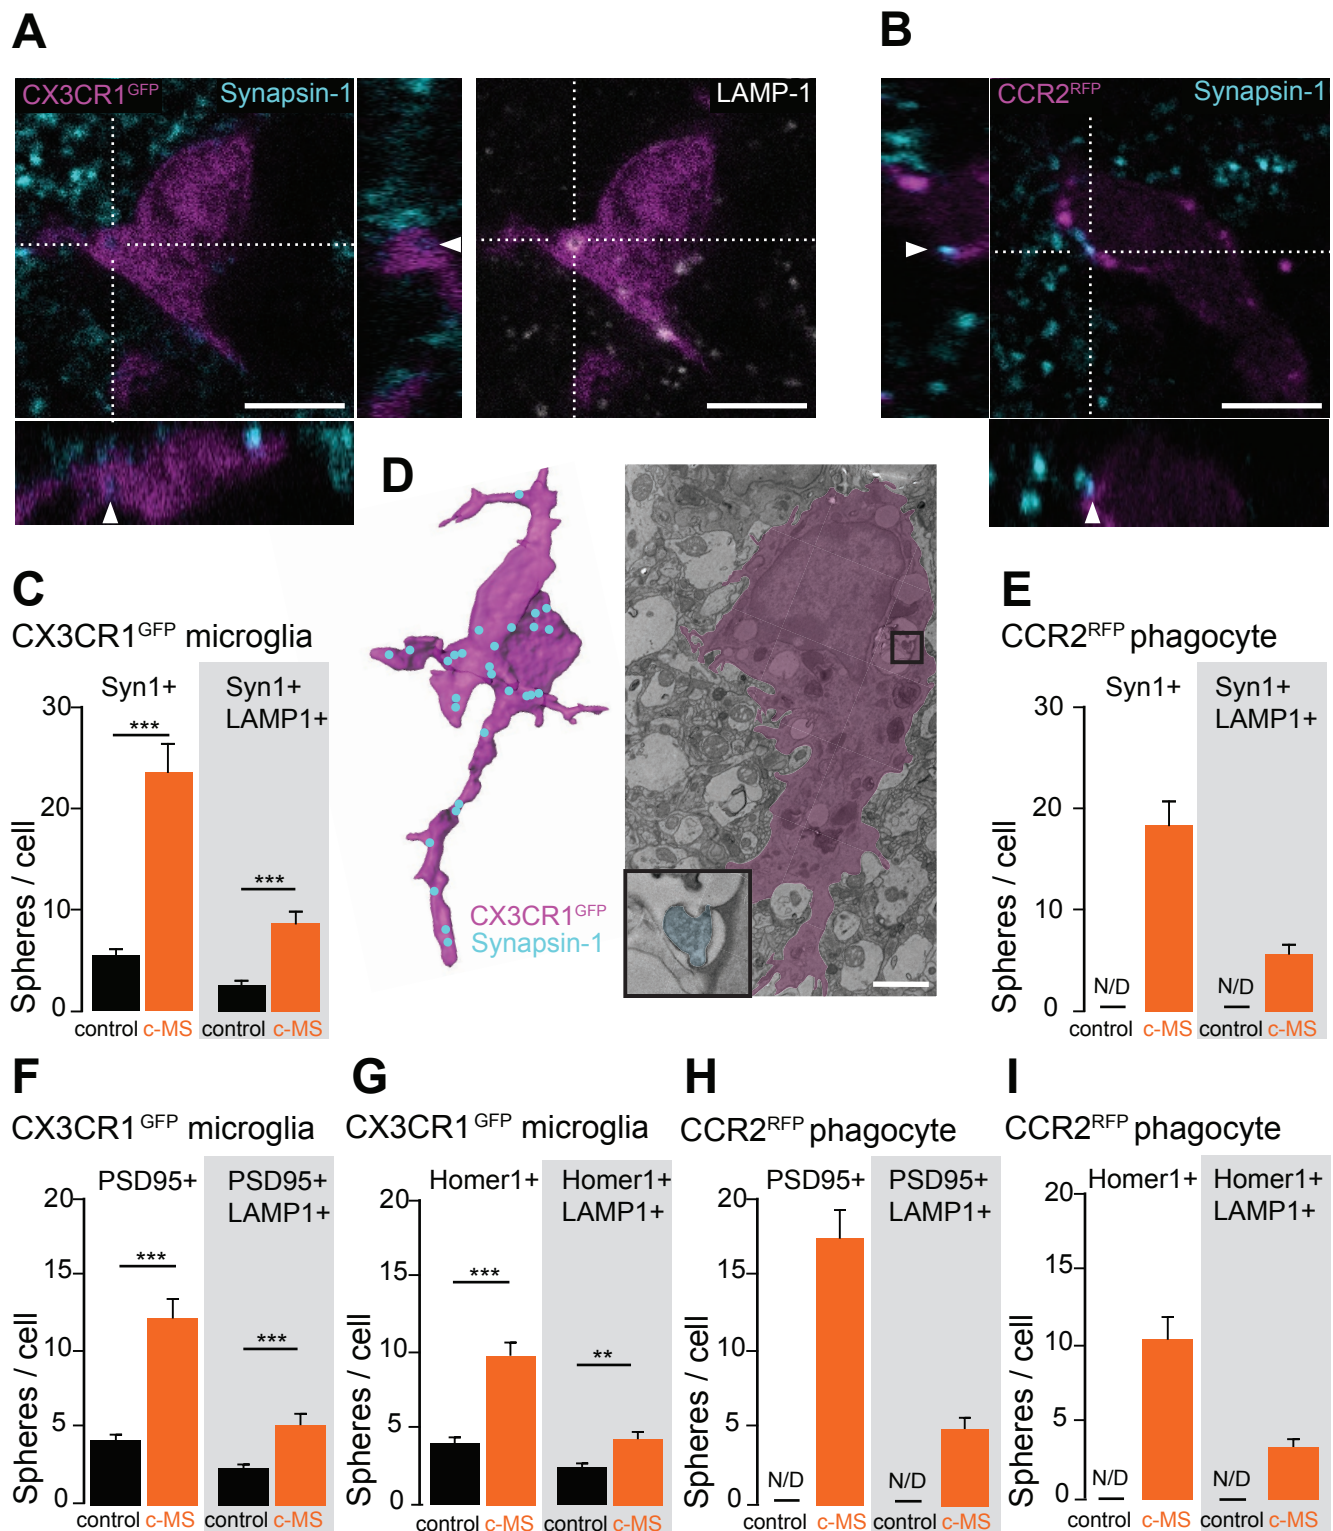 A
B
CX3CR1GFP Synapsin-1
LAMP-1
CCR2RFP Synapsin-1
D
CX3CR1GFP
Synapsin-1
C
CX3CR1GFP microglia
Syn1+
Syn1+
LAMP1+
***
***
Spheres / cell
30
20
10
0
control c-MS control c-MS
E
CCR2RFP phagocyte
Syn1+
Syn1+
LAMP1+
Spheres / cell
30
20
10
0
N/D
N/D
control c-MS control c-MS
F
CX3CR1GFP microglia
PSD95+
PSD95+
LAMP1+
***
***
Spheres / cell
20
15
10
5
0
control c-MS control c-MS
G
CX3CR1GFP microglia
Homer1+
Homer1+
LAMP1+
***
**
Spheres / cell
20
15
10
5
0
control c-MS control c-MS
H
CCR2RFP phagocyte
PSD95+
PSD95+
LAMP1+
Spheres / cell
20
15
10
5
0
N/D
N/D
control c-MS control c-MS
I
CCR2RFP phagocyte
Homer1+
Homer1+
LAMP1+
Spheres / cell
20
15
10
5
0
N/D
N/D
control c-MS control c-MS